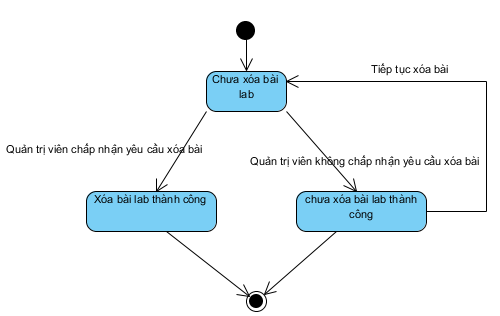 Tiếp tục xóa bài
Chưa xóa bài
lab
Quản trị viên chấp nhận yêu cầu xóa bài
Quản trị viên không chấp nhận yêu cầu xóa bài
Xóa bài lab thành công
chưa xóa bài lab thành
công